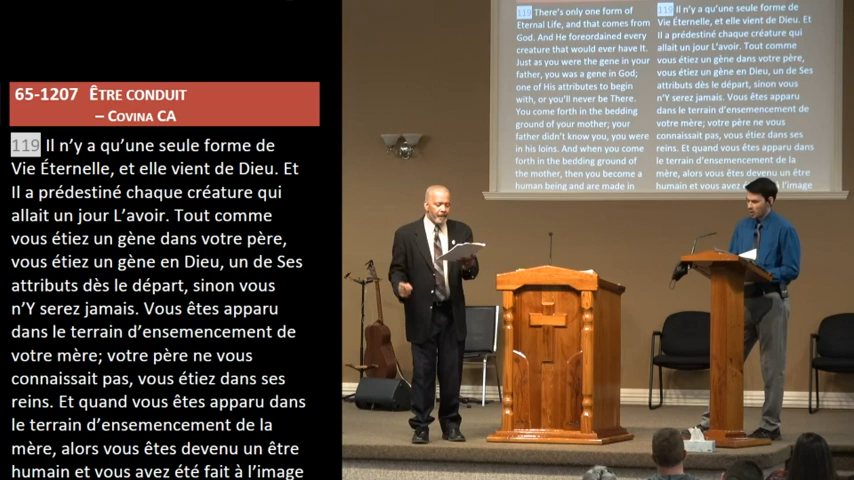 65-1207 ÊTRE CONDUIT
– COVINA CA
119 Il n’y a qu’une seule forme de
Vie Éternelle, et elle vient de Dieu. Et
Il a prédestiné chaque créature qui
allait un jour L’avoir. Tout comme
vous étiez un gène dans votre père,
vous étiez un gène en Dieu, un de Ses
attributs dès le départ, sinon vous
n’Y serez jamais. Vous êtes apparu
dans le terrain d’ensemencement de
votre mère; votre père ne vous
connaissait pas, vous étiez dans ses
reins. Et quand vous êtes apparu dans
le terrain d’ensemencement de la
mère, alors vous êtes devenu un être
humain et vous avez été fait à l’image
119 There's only one form of
Eternal Life, and that comes from
God. And He foreordained every
creature that would ever have It.
Just as you were the gene in your
father, you was a gene in God;
one of His attributes to begin
with, or you'll never be There.
You come forth in the bedding
ground of your mother; your
father didn't know you, you were
in his loins. And when you come
forth in the bedding ground of
the mother, then you become a
human being and are made in
119 Il n’y a qu’une seule forme de
Vie Éternelle, et elle vient de Dieu. Et
Il a prédestiné chaque créature qui
allait un jour L’avoir. Tout comme
vous étiez un gène dans votre père,
vous étiez un gène en Dieu, un de Ses
attributs dès le départ, sinon vous
n’Y serez jamais. Vous êtes apparu
dans le terrain d’ensemencement de
votre mère; votre père ne vous
connaissait pas, vous étiez dans ses
reins. Et quand vous êtes apparu dans
le terrain d’ensemencement de la
mère, alors vous êtes devenu un être
humain et vous avez fait à l’image